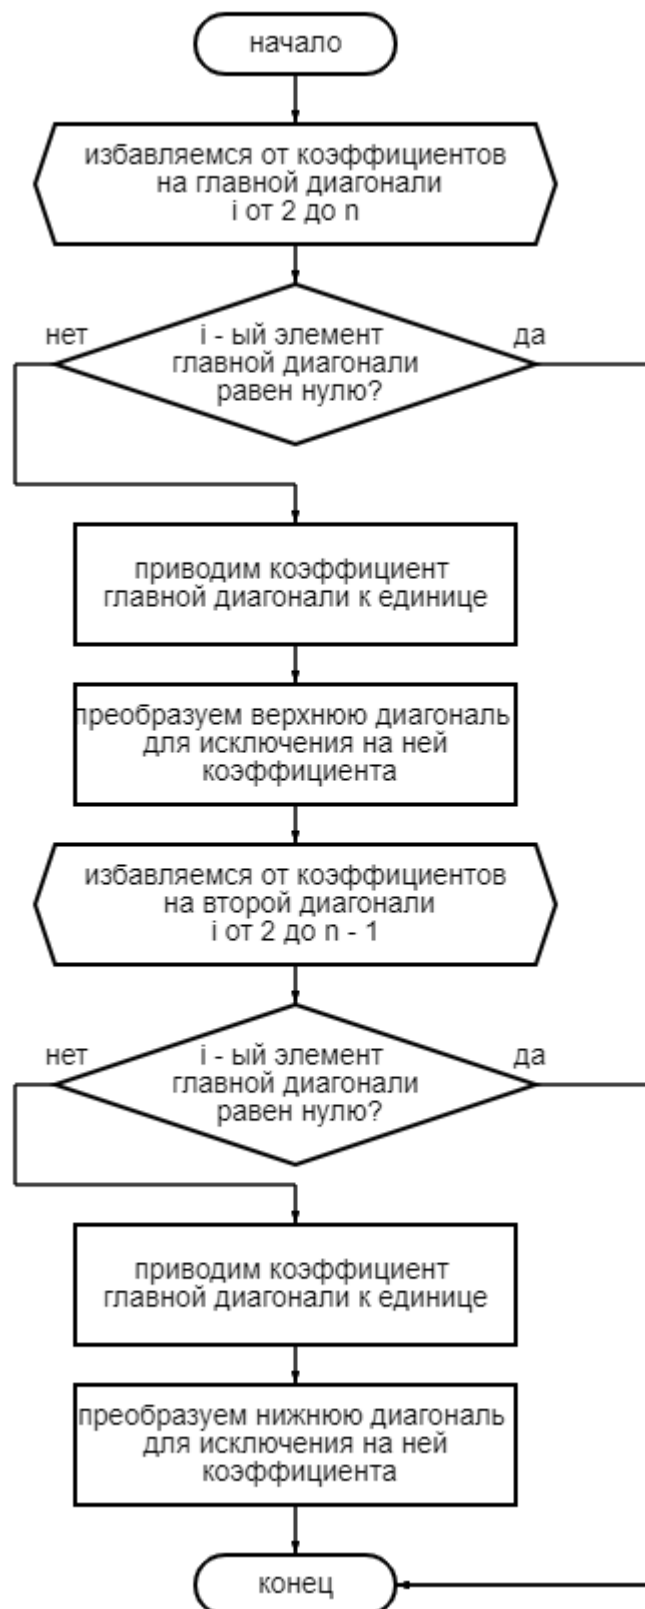 начало
избавляемся от коэффициентов
на главной диагонали
i от 2 до n
нет
i - ый элемент
да
главной диагонали
равен нулю?
приводим коэффициент
главной диагонали к единице
преобразуем верхнюю диагональ
для исключения на ней
коэффициента
избавляемся от коэффициентов
на второй диагонали
i от 2 до n - 1
нет
i - ый элемент
да
главной диагонали
равен нулю?
приводим коэффициент
главной диагонали к единице
преобразуем нижнюю диагональ
для исключения на ней
коэффициента
конец